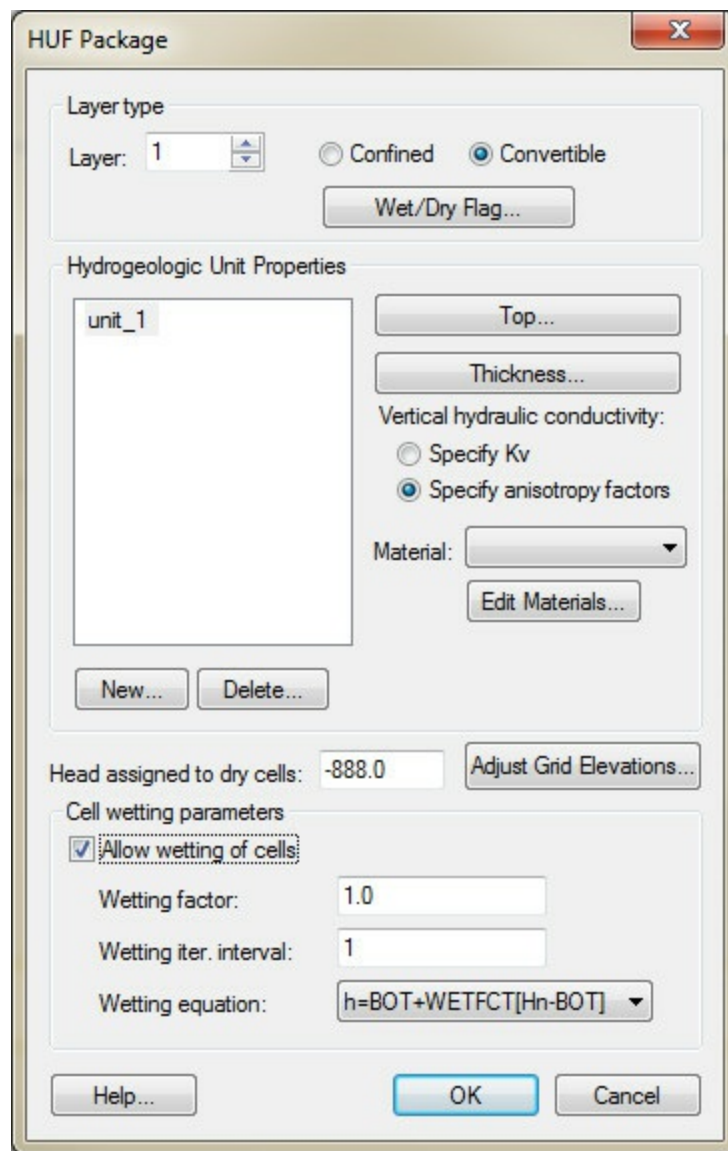 HUF Package
Layer type
Layer: 1 Confined Convertible
Wet/Dry Flag...
Hydrogeologic Unit Properties
unit_1
Top...
Thickness...
Vertical hydraulic conductivity:
Specify Kv
Specify anisotropy factors
Material:
Edit Materials...
New... Delete...
Head assigned to dry cells: -888.0 Adjust Grid Elevations...
Cell wetting parameters
Allow wetting of cells
Wetting factor: 1.0
Wetting iter. interval: 1
Wetting equation: h=BOT+WETFCT[Hn-BOT]
Help... OK Cancel